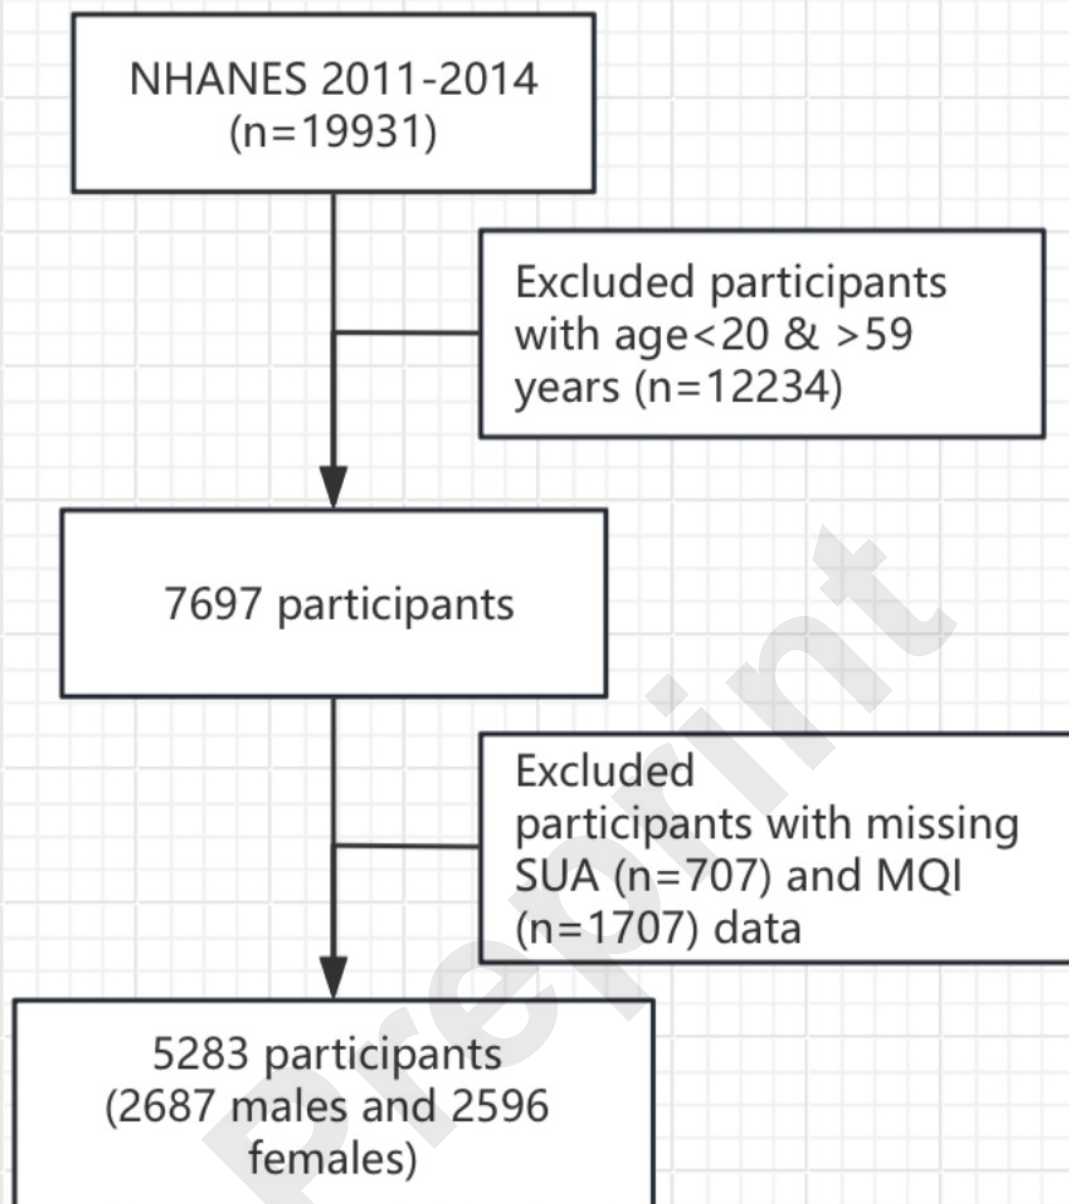 NHANES 2011-2014
(n=19931)
Excluded participants
with age<20 & >59
years (n=12234)
7697 participants
Excluded
participants with missing
SUA (n=707) and MQI
(n=1707) data
5283 participants
(2687 males and 2596
females)
Preprint